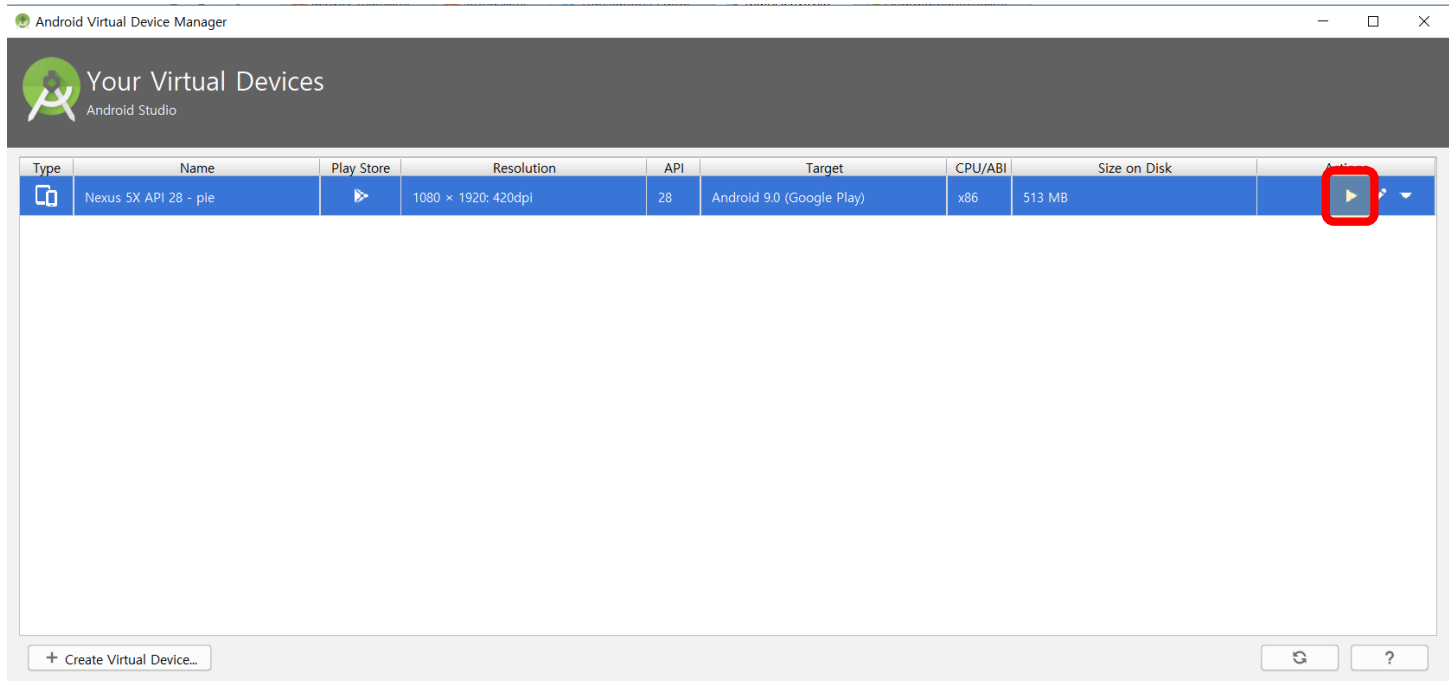 Android Virtual Device Manager
Your Virtual Devices
Android Studio
Type Name Play Store Resolution API Target CPU/ABI Size on Disk Actions
Nexus 5X API 28 - pie 1080 × 1920: 420dpi 28 Android 9.0 (Google Play) x86 513 MB
+ Create Virtual Device... ?